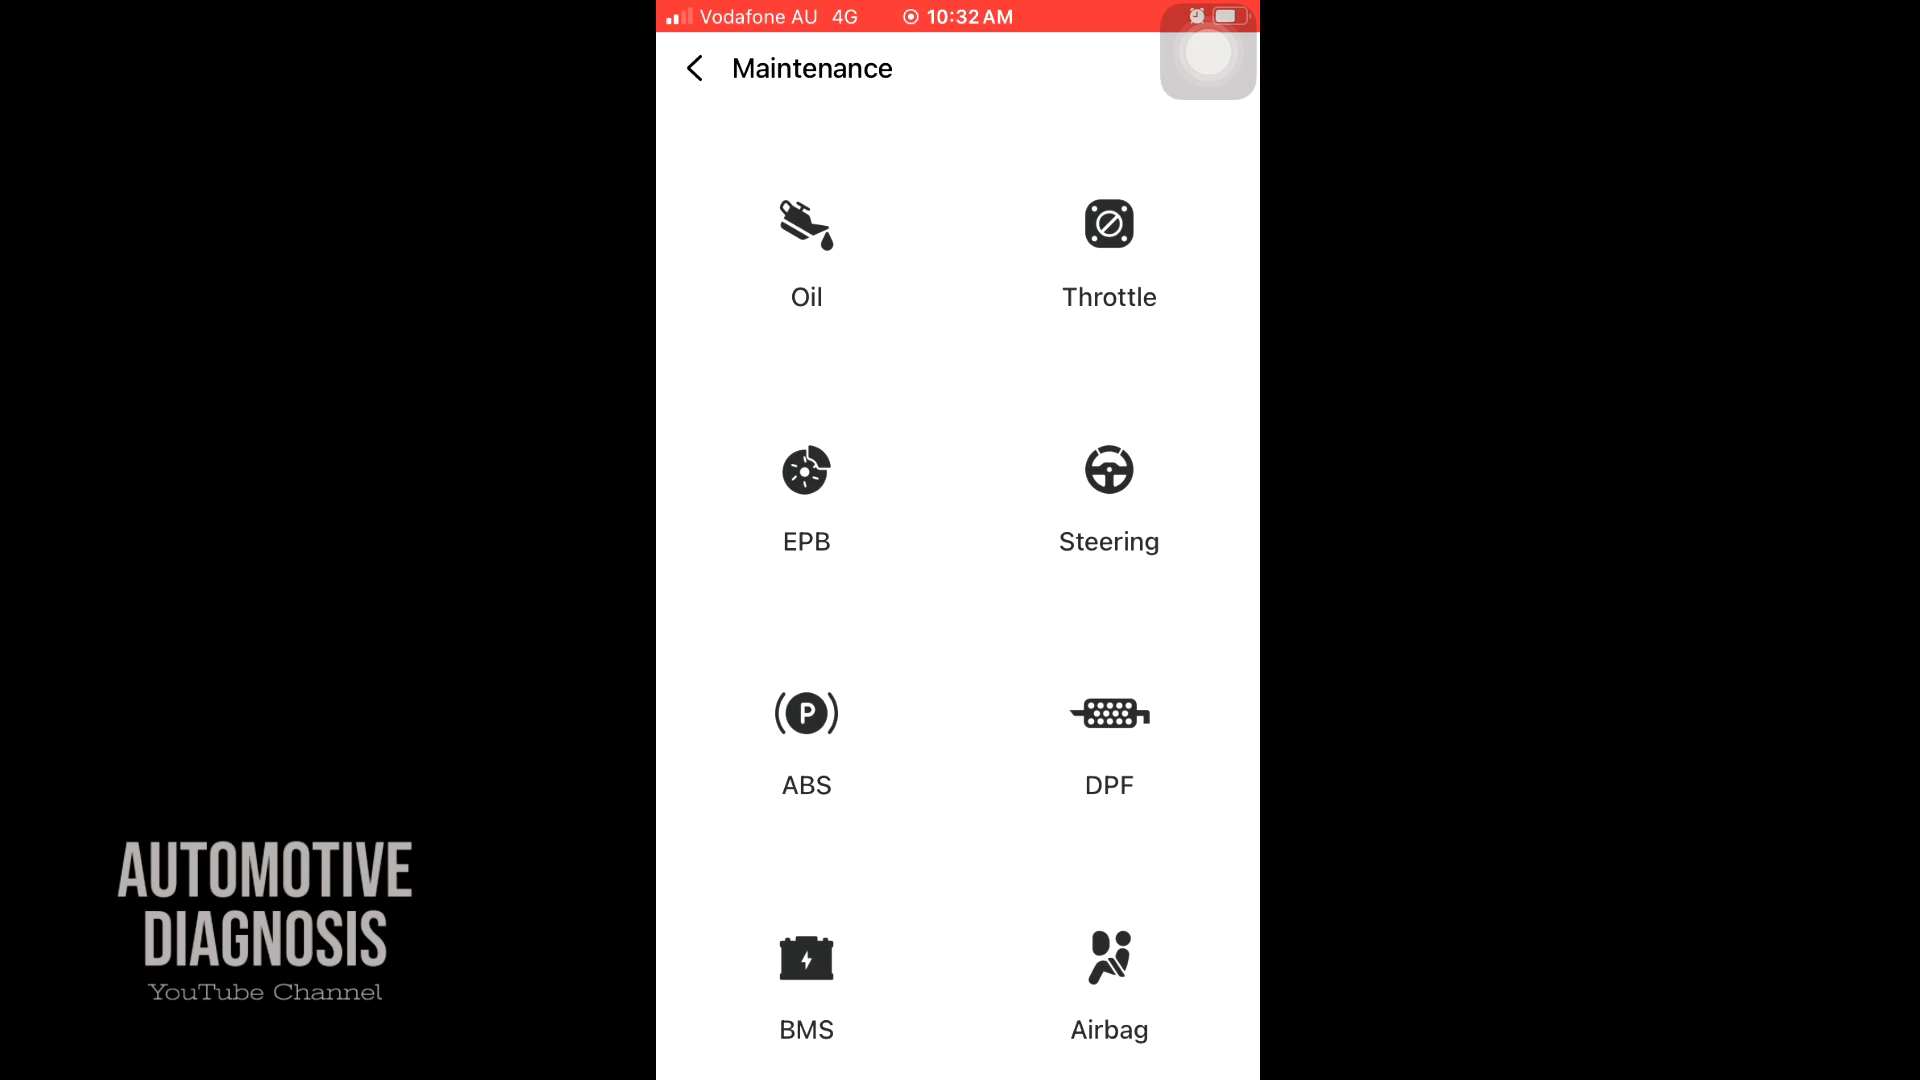 Vodafone AU 4G 10:32 AM
Maintenance
Oil
Throttle
EPB
Steering
P
ABS
DPF
BMS
Airbag
AUTOMOTIVE
DIAGNOSIS
YouTube Channel